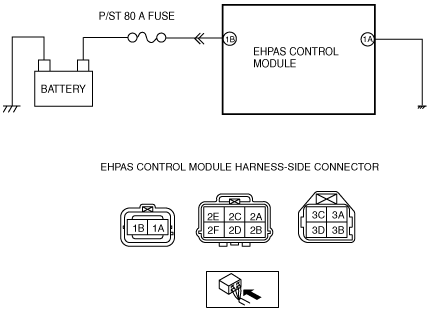 P/ST 80 A FUSE
1B
EHPAS CONTROL
MODULE
1A
BATTERY
EHPAS CONTROL MODULE HARNESS-SIDE CONNECTOR
1B 1A
2E 2C 2A
2F 2D 2B
3C 3A
3D 3B